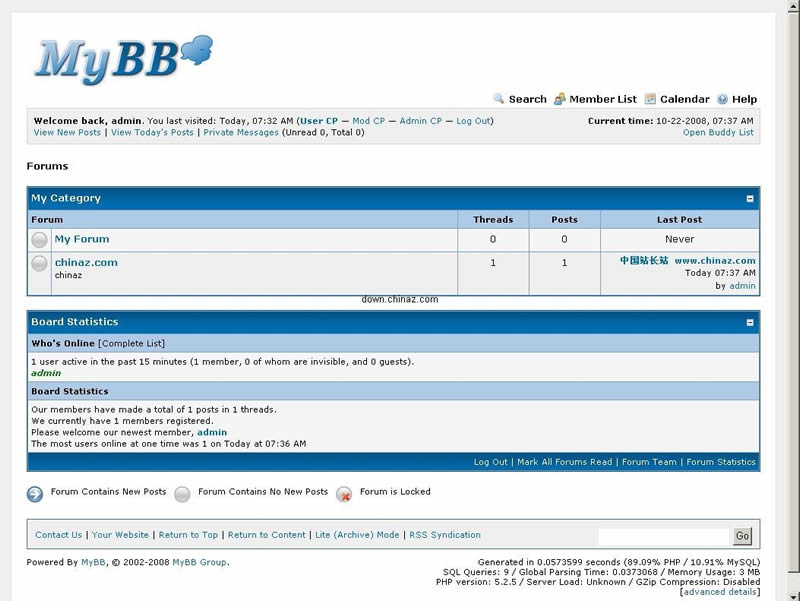 MyBB
Search Member List Calendar Help
Welcome back, admin. You last visited: Today, 07:32 AM (User CP — Mod CP — Admin CP — Log Out)
Current time: 10-22-2008, 07:37 AM
View New Posts | View Today's Posts | Private Messages (Unread 0, Total 0)
Open Buddy List
Forums
My Category
Forum Threads Posts Last Post
My Forum 0 0 Never
chinaz.com 1 1 中国站长站 www.chinaz.com
chinaz Today 07:37 AM
by admin
down.chinaz.com
Board Statistics
Who's Online [Complete List]
1 user active in the past 15 minutes (1 member, 0 of whom are invisible, and 0 guests).
admin
Board Statistics
Our members have made a total of 1 posts in 1 threads.
We currently have 1 members registered.
Please welcome our newest member, admin
The most users online at one time was 1 on Today at 07:36 AM
Log Out | Mark All Forums Read | Forum Team | Forum Statistics
Forum Contains New Posts Forum Contains No New Posts Forum is Locked
Contact Us | Your Website | Return to Top | Return to Content | Lite (Archive) Mode | RSS Syndication Go
Powered By MyBB, © 2002-2008 MyBB Group.
Generated in 0.0573599 seconds (89.09% PHP / 10.91% MySQL)
SQL Queries: 9 / Global Parsing Time: 0.0373068 / Memory Usage: 3 MB
PHP version: 5.2.5 / Server Load: Unknown / GZip Compression: Disabled
[advanced details]